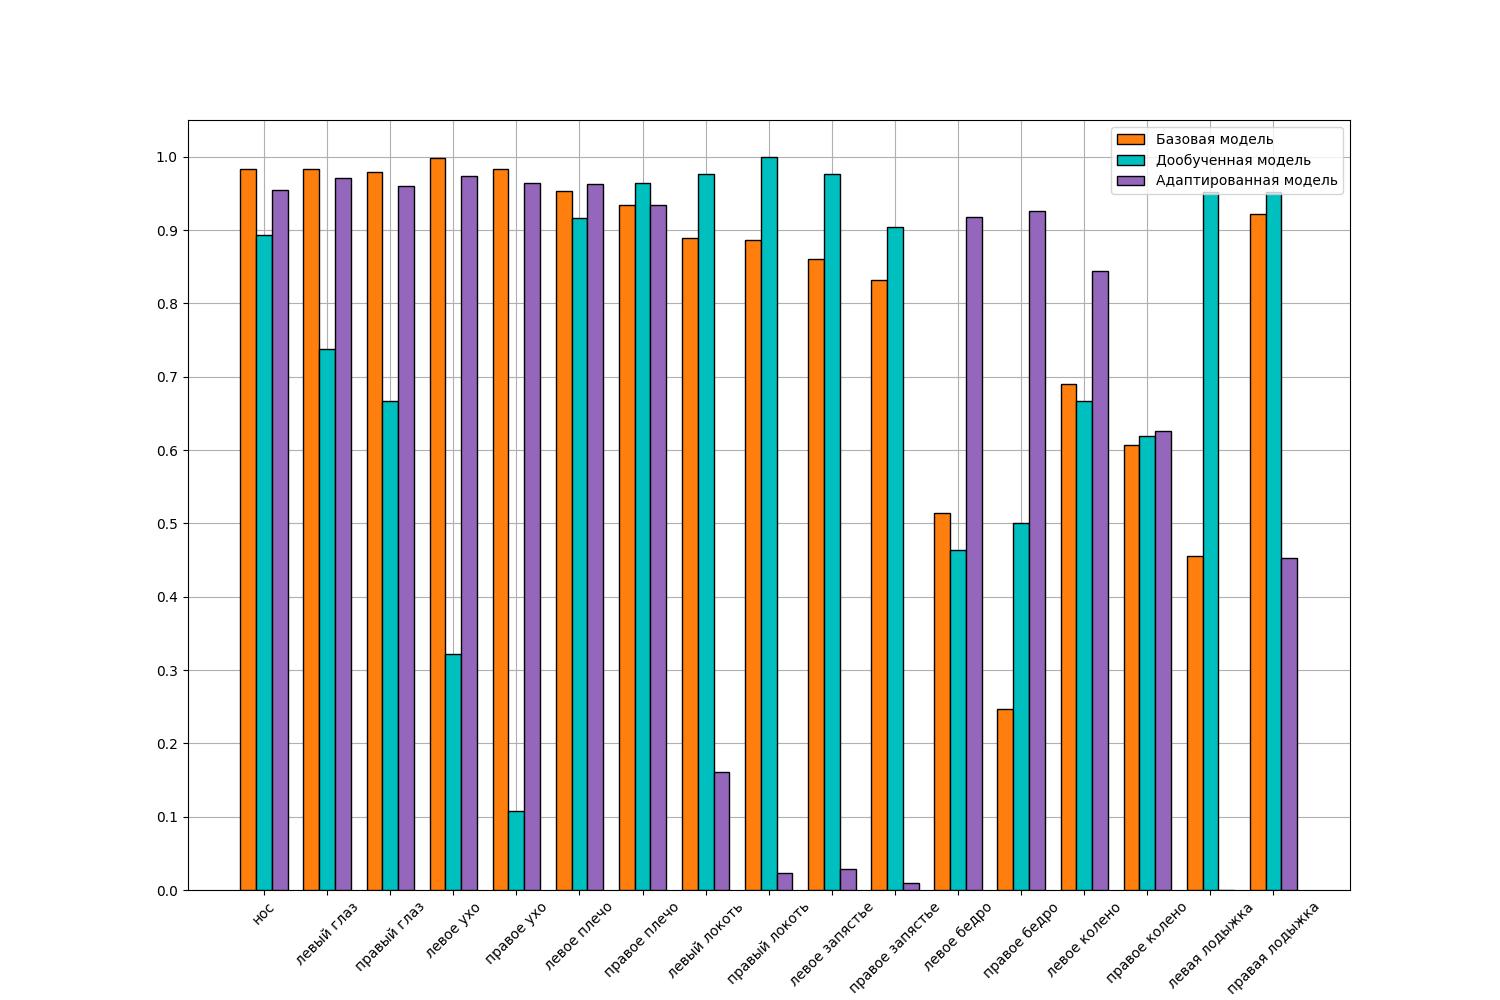 Базовая модель
Дообученная модель
Адаптированная модель
1.0
0.9
0.8
0.7
0.6
0.5
0.4
0.3
0.2
0.1
0.0
нос
левый глаз
правый глаз
левое ухо
правое ухо
левое плечо
правое плечо
левый локоть
правый локоть
левое запястье
правое запястье
левое бедро
правое бедро
левое колено
правое колено
левая лодыжка
правая лодыжка